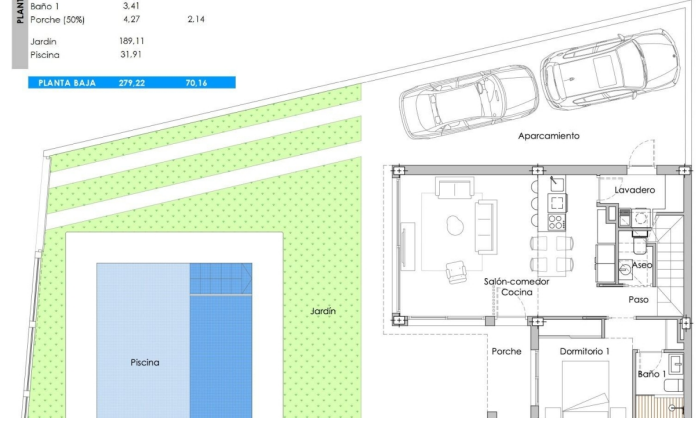 PLANT
Baño 1 3,41
Porche (50%) 4,27 2,14
Jardín 189,11
Piscina 31,91
PLANTA BAJA 279,22 70,16
Aparcamiento
Lavadero
Aseo
Salón-comedor
Cocina
Paso
Jardín
Porche
Dormitorio 1
Piscina
Baño 1